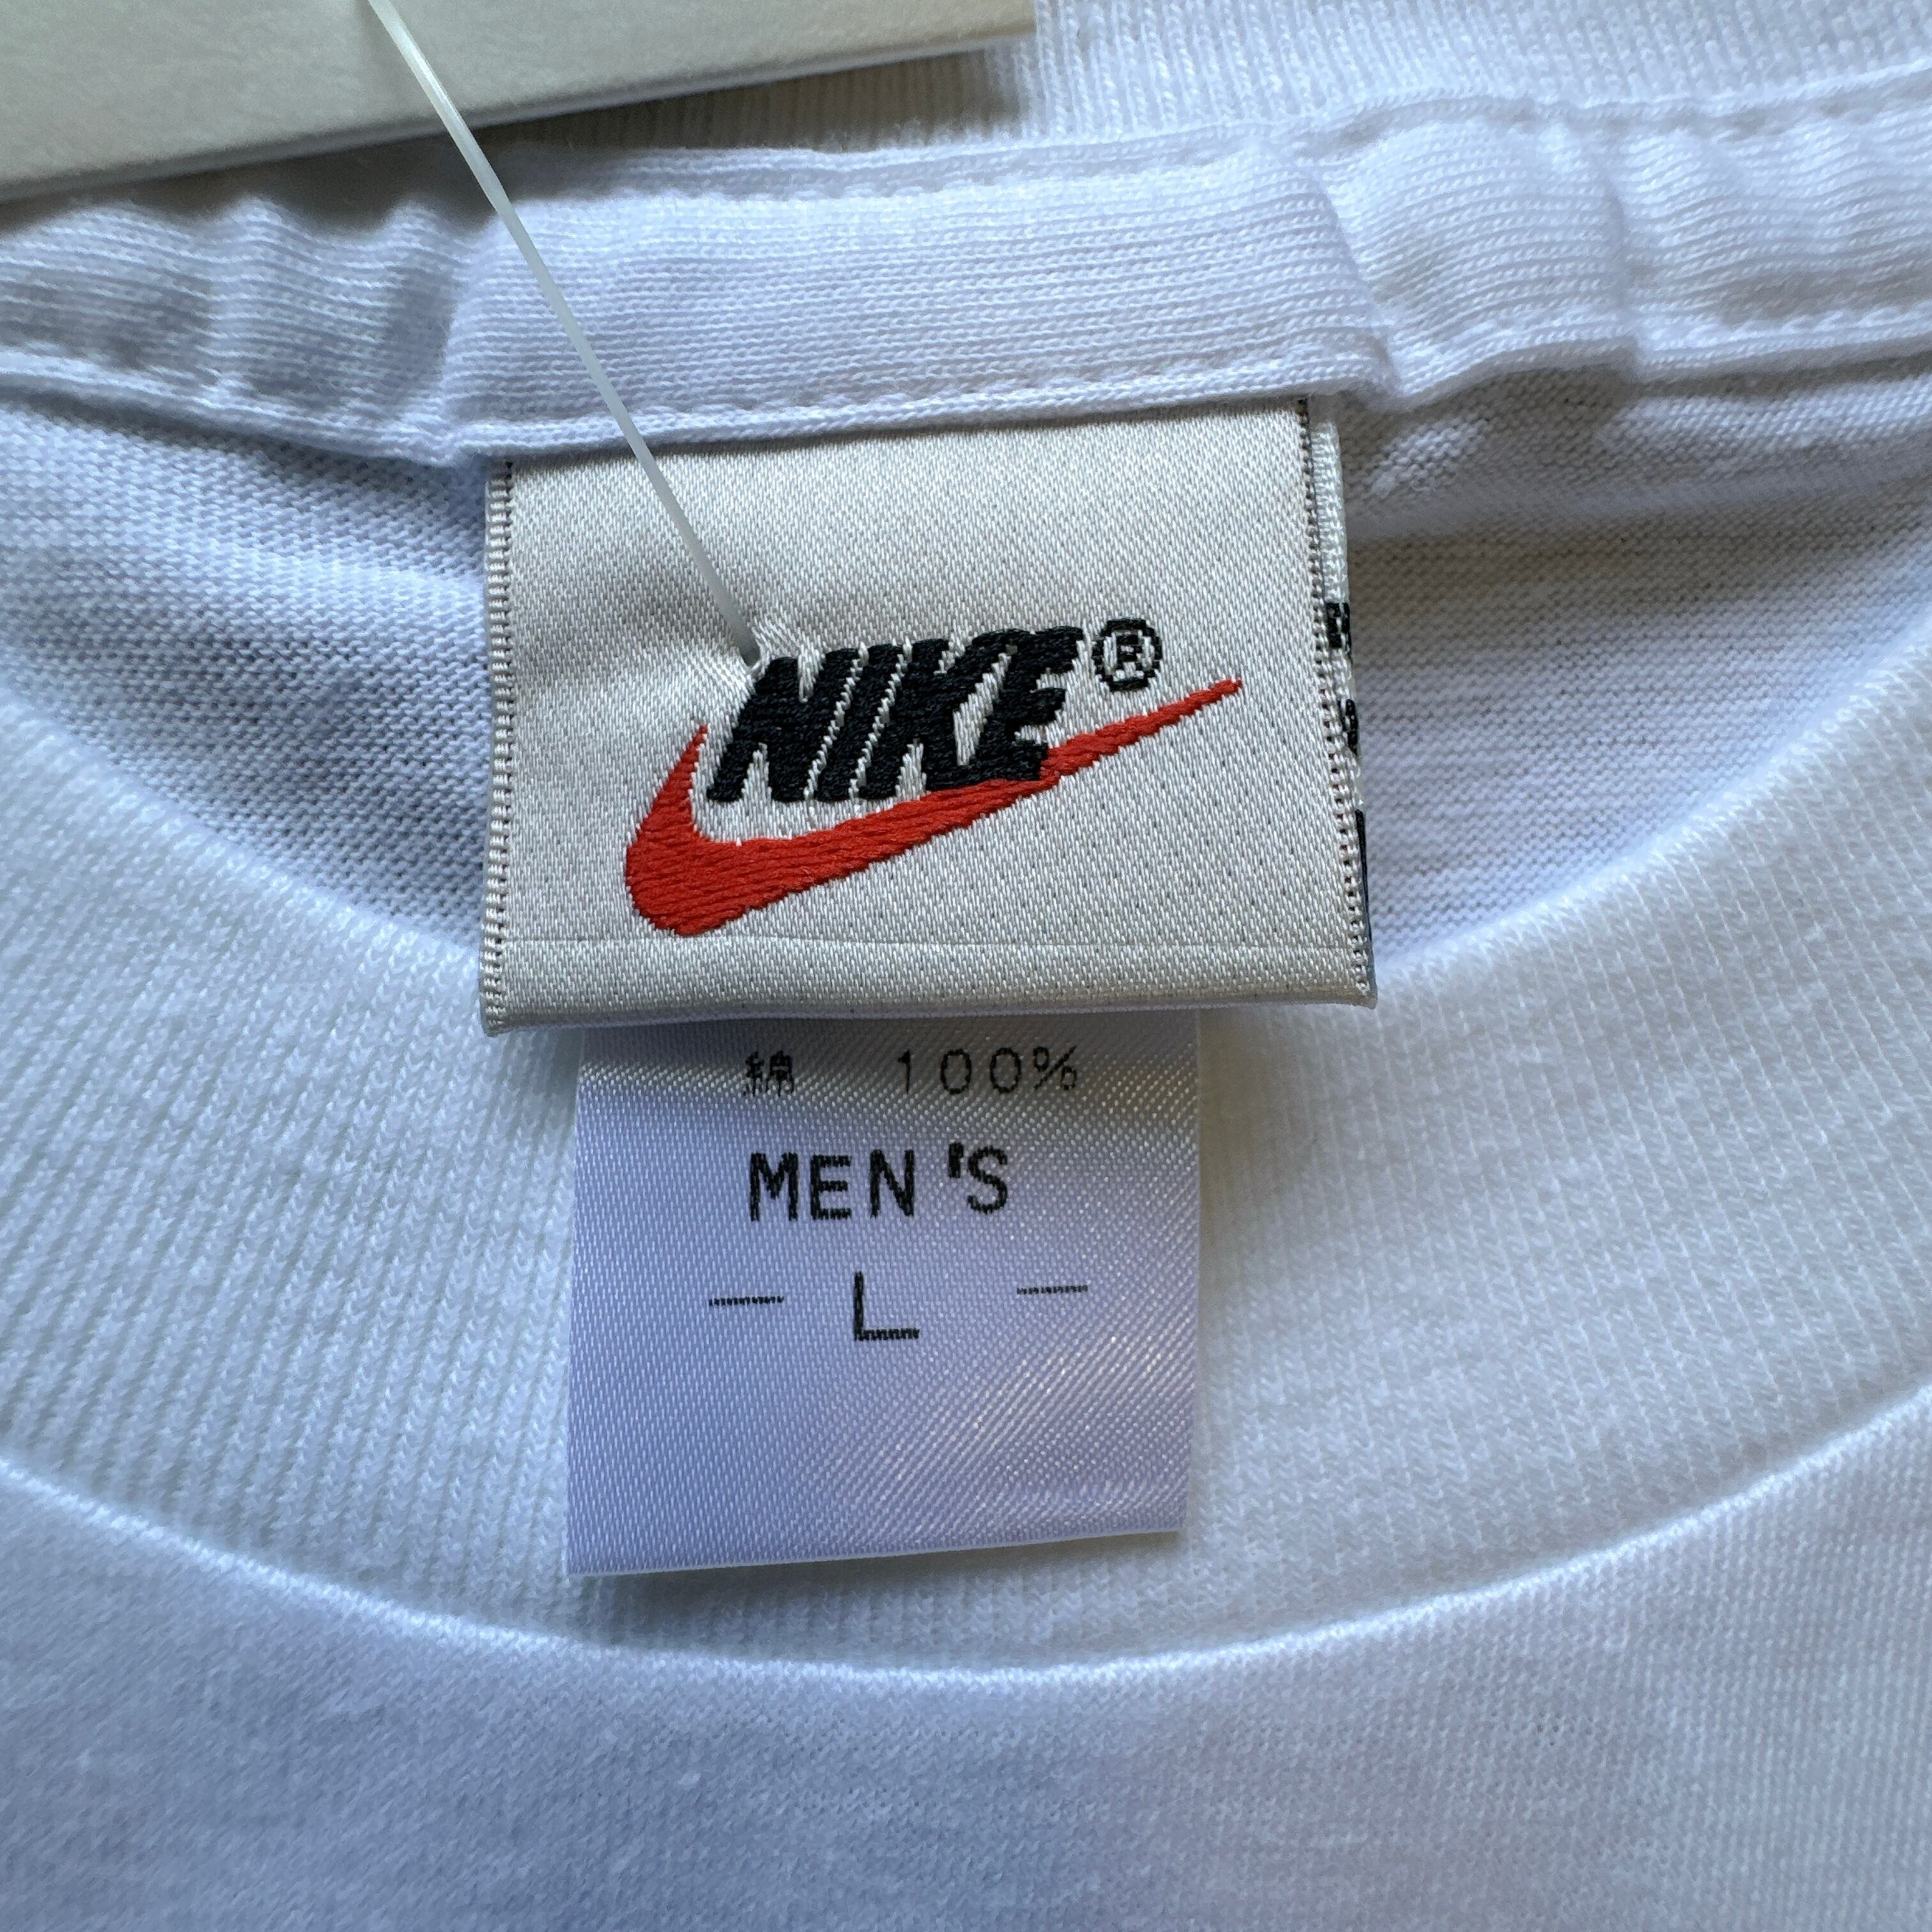 NIKE®
綿 100%
MEN'S
— L —